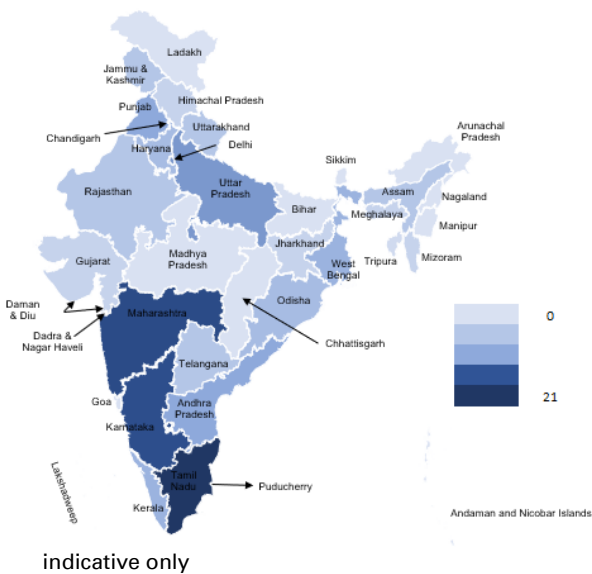 Ladakh
Jammu &
Kashmir
Himachal Pradesh
Punjab
Uttarakhand
Chandigarh
Haryana
Delhi
Arunachal
Pradesh
Sikkim
Rajasthan
Uttar
Pradesh
Assam
Nagaland
Bihar
Meghalaya
Manipur
Jharkhand
Gujarat
Madhya
Pradesh
West
Bengal
Tripura
Mizoram
Daman
& Diu
Odisha
Maharashtra
0
Dadra &
Nagar Haveli
Chhattisgarh
Telangana
21
Goa
Andhra
Pradesh
Karnataka
Tamil
Nadu
Puducherry
Lakshadweep
Kerala
Andaman and Nicobar Islands
indicative only